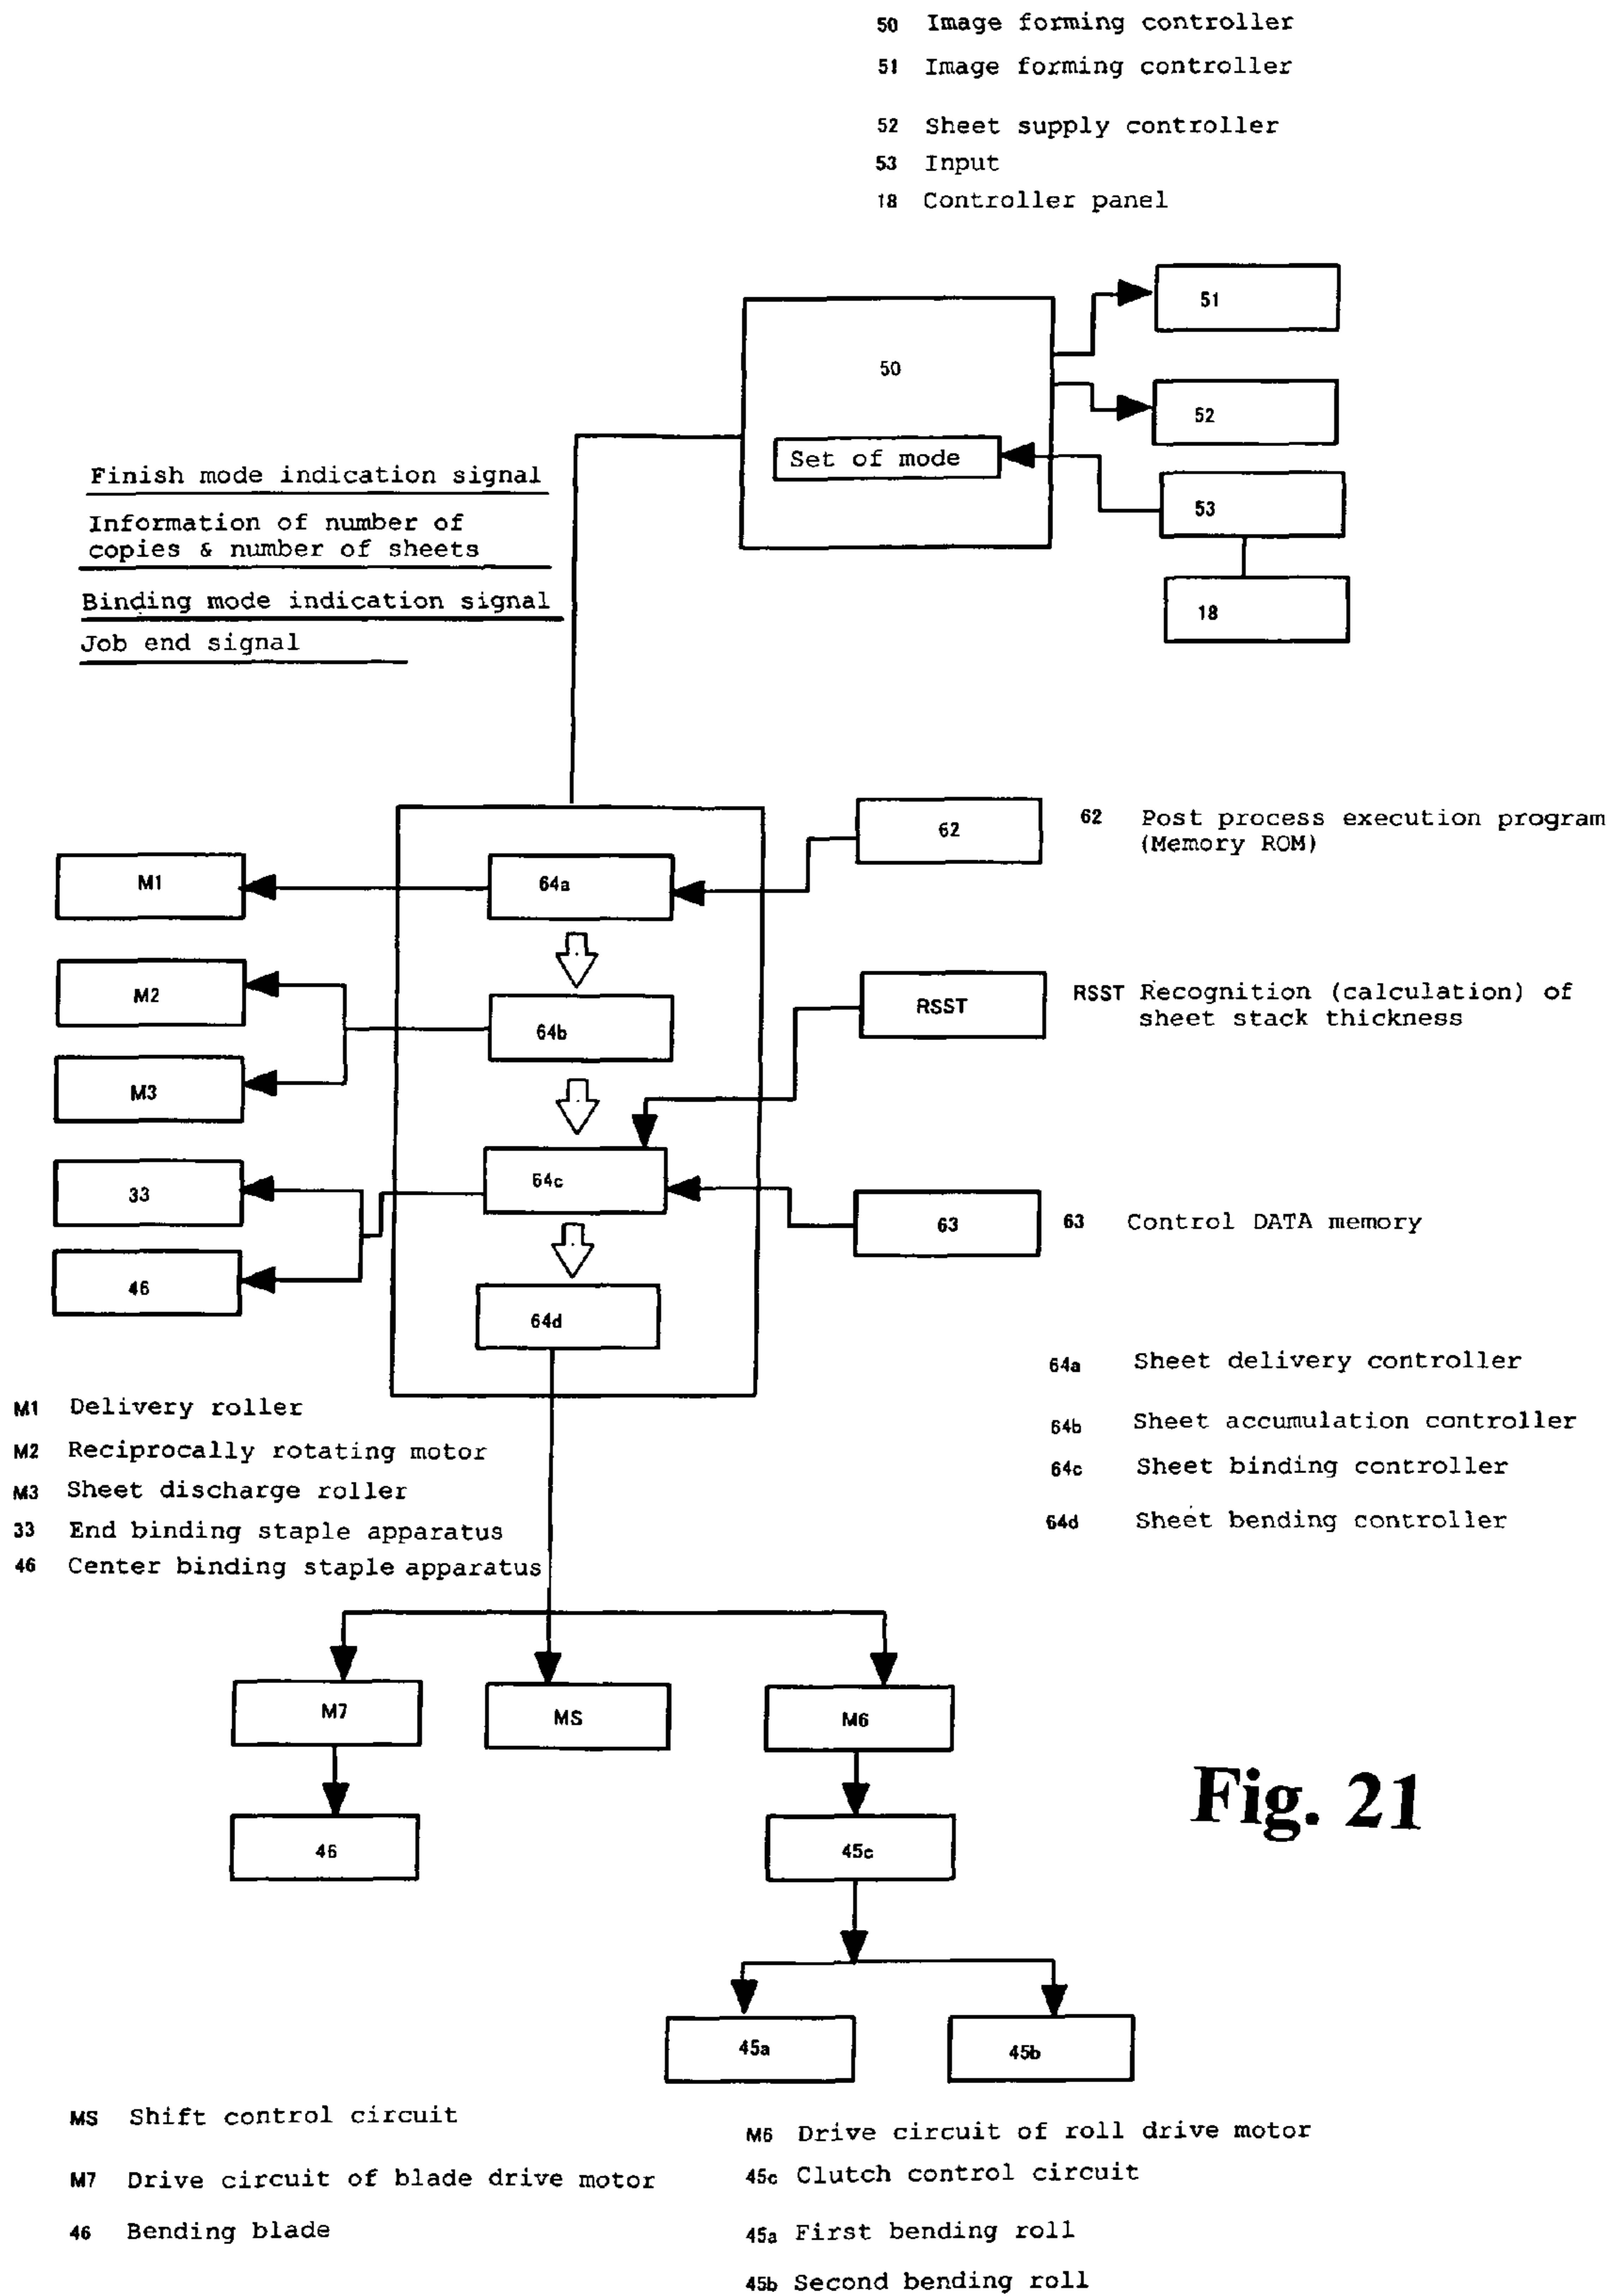 50 Image forming controller
51 Image forming controller
52 Sheet supply controller
53 Input
18 Controller panel
51
50
52
Set of mode
53
18
Finish mode indication signal
Information of number of
copies & number of sheets
Binding mode indication signal
Job end signal
62
62 Post process execution program
(Memory ROM)
M1
64a
M2
64b
RSST
RSST Recognition (calculation) of
sheet stack thickness
M3
33
64c
63
63 Control DATA memory
46
64d
64a Sheet delivery controller
64b Sheet accumulation controller
64c Sheet binding controller
64d Sheet bending controller
M1 Delivery roller
M2 Reciprocally rotating motor
M3 Sheet discharge roller
33 End binding staple apparatus
46 Center binding staple apparatus
M7
MS
M6
46
45c
Fig. 21
45a
45b
MS Shift control circuit
M7 Drive circuit of blade drive motor
46 Bending blade
M6 Drive circuit of roll drive motor
45c Clutch control circuit
45a First bending roll
45b Second bending roll